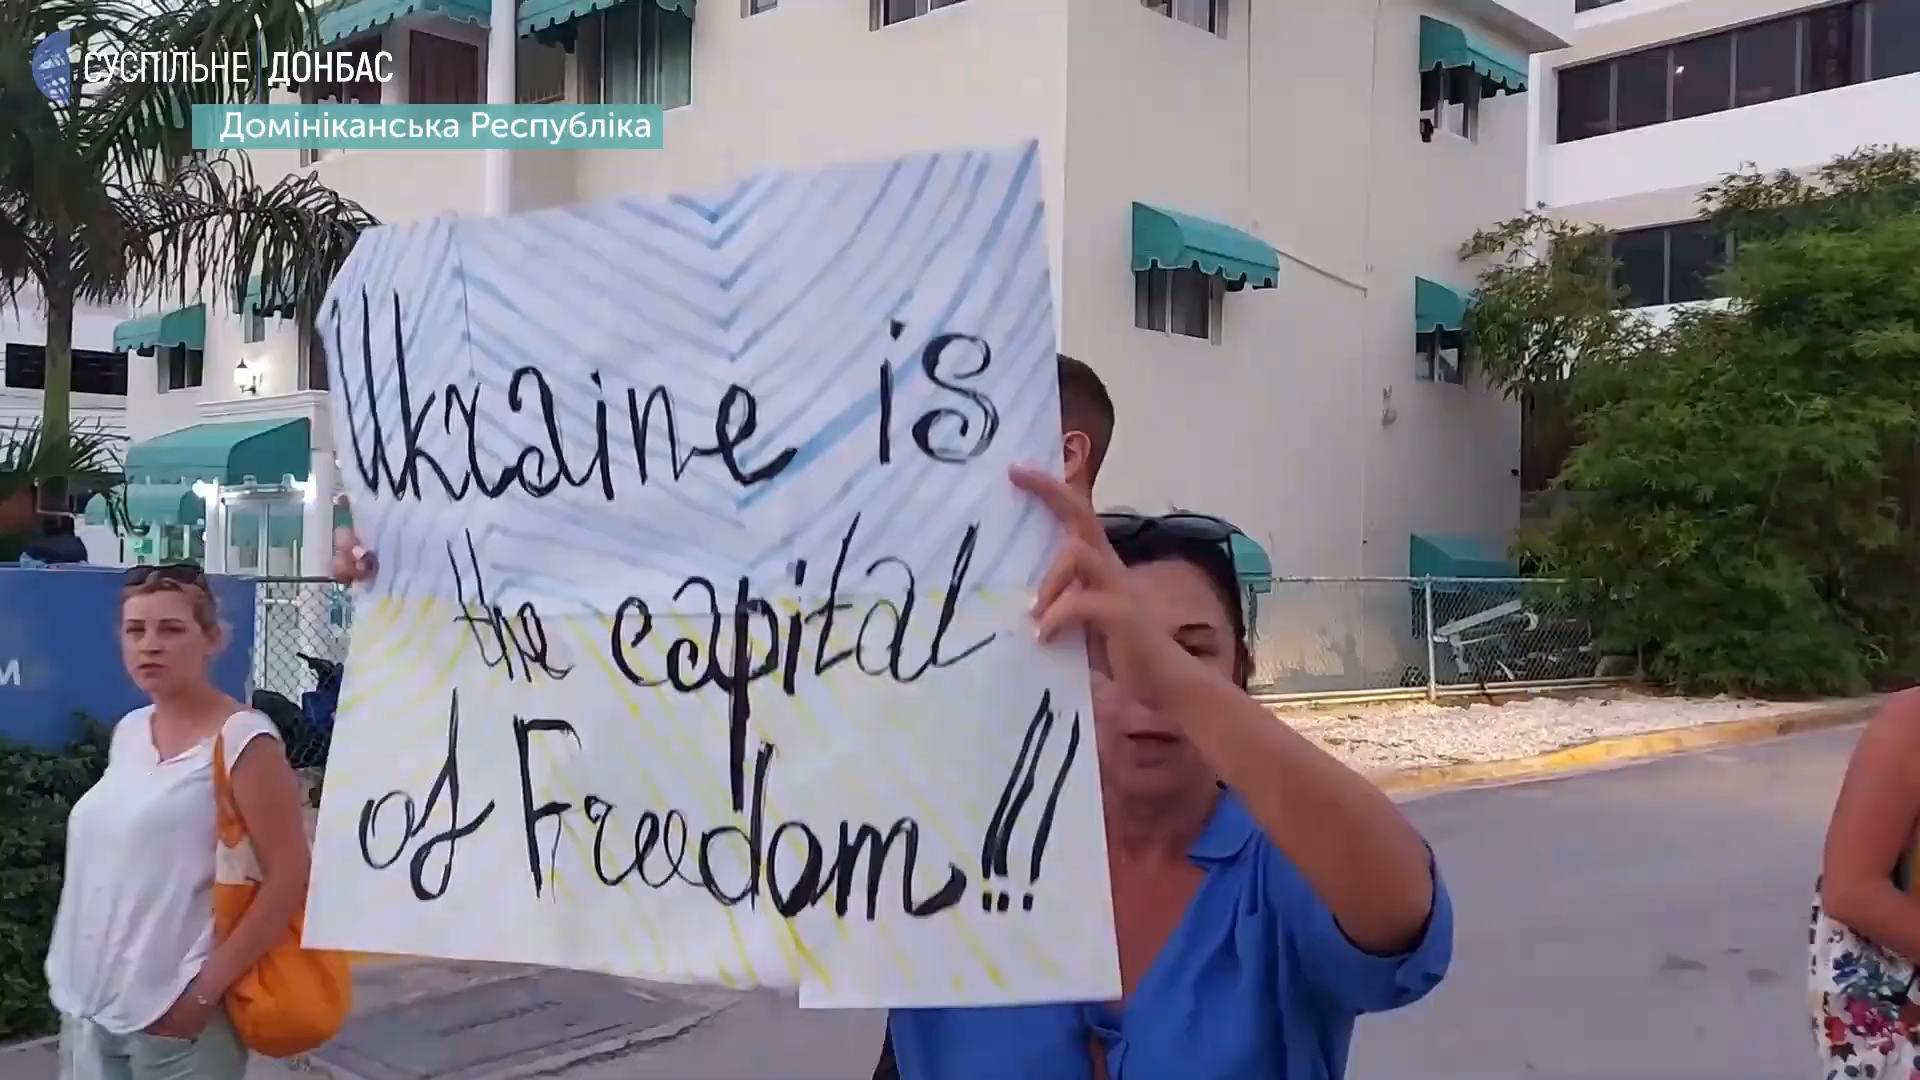 СУСПІЛЬНЕ ДОНБАС
Домініканська Республіка
Ukraine is
the capital
of Freedom!!!
М